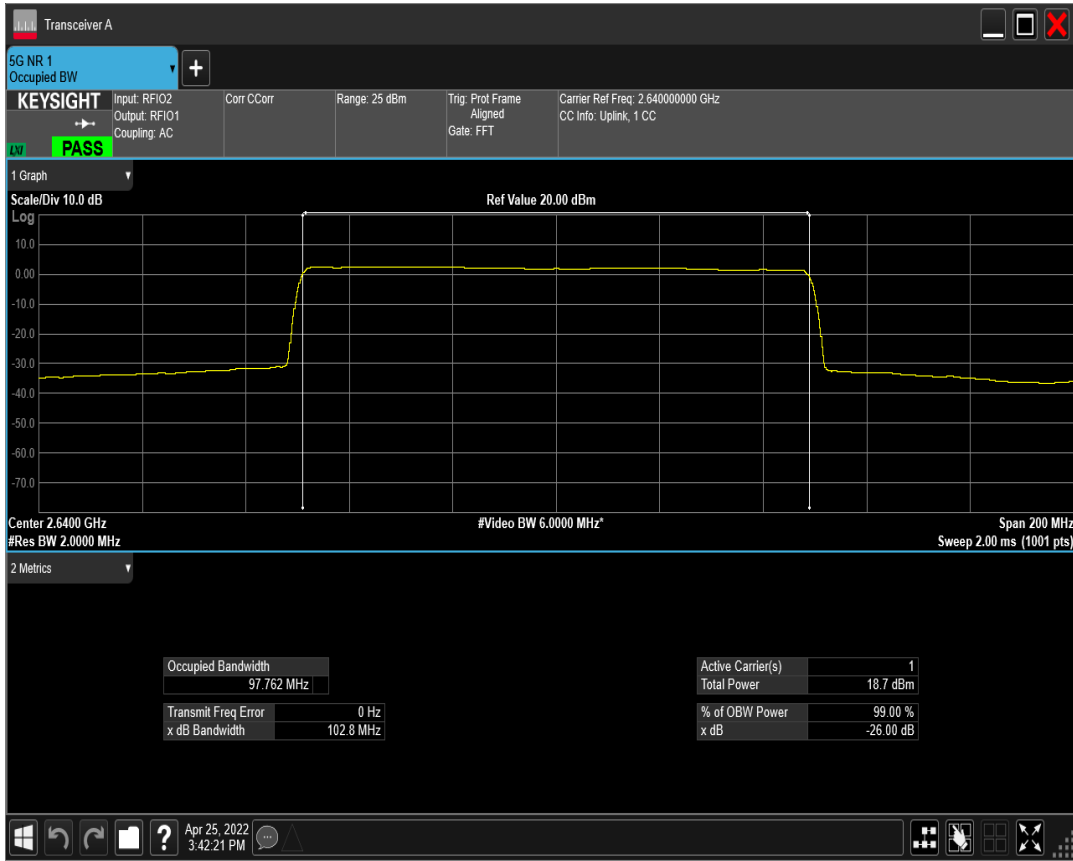 Transceiver A
5G NR 1
Occupied BW
+
KEYSIGHT
LXI
PASS
Input: RFIO2
Output: RFIO1
Coupling: AC
Corr CCorr
Range: 25 dBm
Trig: Prot Frame
Aligned
Gate: FFT
Carrier Ref Freq: 2.640000000 GHz
CC Info: Uplink, 1 CC
1 Graph
Scale/Div 10.0 dB
Ref Value 20.00 dBm
Log
10.0
0.00
-10.0
-20.0
-30.0
-40.0
-50.0
-60.0
-70.0
Center 2.6400 GHz
#Video BW 6.0000 MHz*
Span 200 MHz
#Res BW 2.0000 MHz
Sweep 2.00 ms (1001 pts)
2 Metrics
Occupied Bandwidth
97.762 MHz
Transmit Freq Error 0 Hz
x dB Bandwidth 102.8 MHz
Active Carrier(s) 1
Total Power 18.7 dBm
% of OBW Power 99.00 %
x dB -26.00 dB
?
Apr 25, 2022
3:42:21 PM